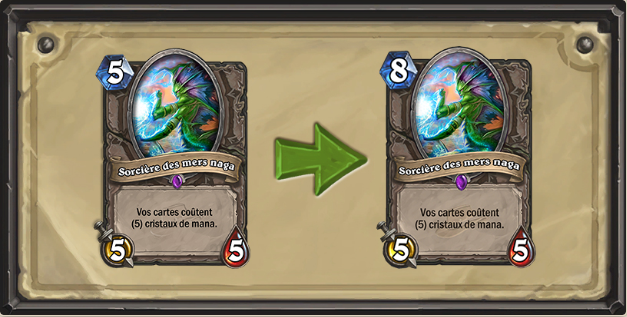 5
Sorcière des mers naga
Vos cartes coûtent
(5) cristaux de mana.
5
5
8
Sorcière des mers naga
Vos cartes coûtent
(5) cristaux de mana.
5
5